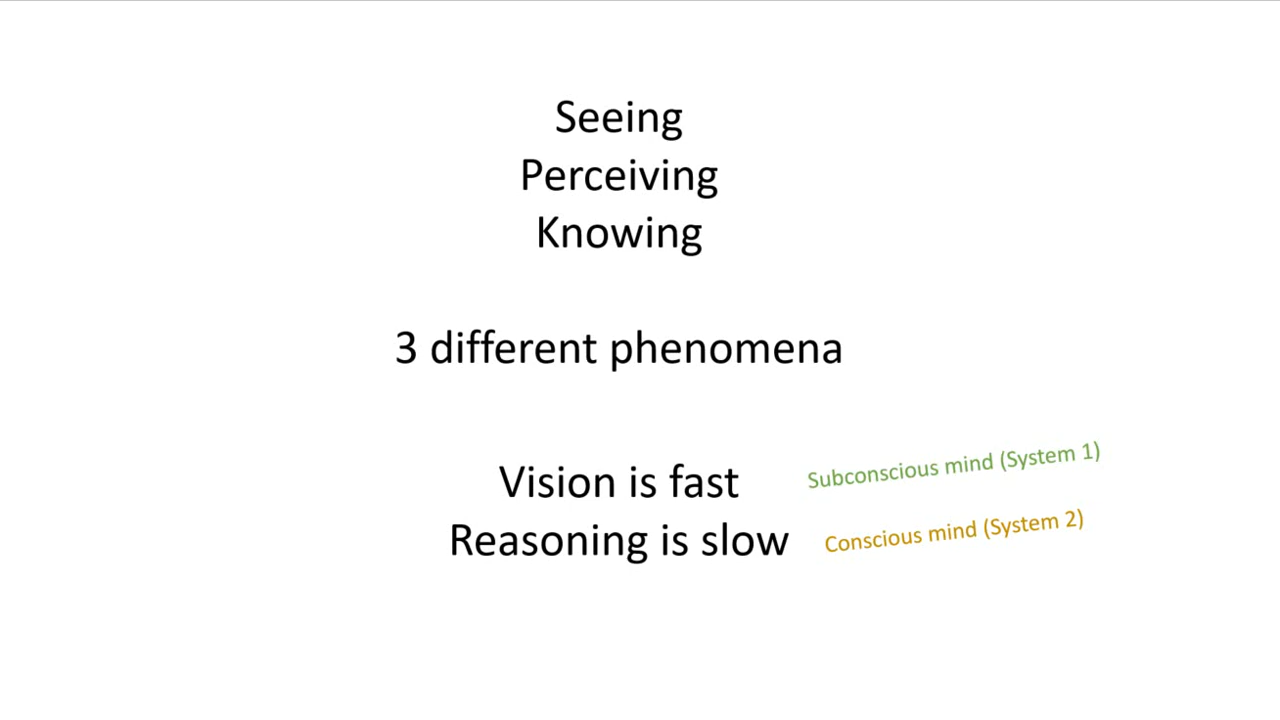 Seeing
Perceiving
Knowing
3 different phenomena
Vision is fast
Subconscious mind (System 1)
Reasoning is slow
Conscious mind (System 2)